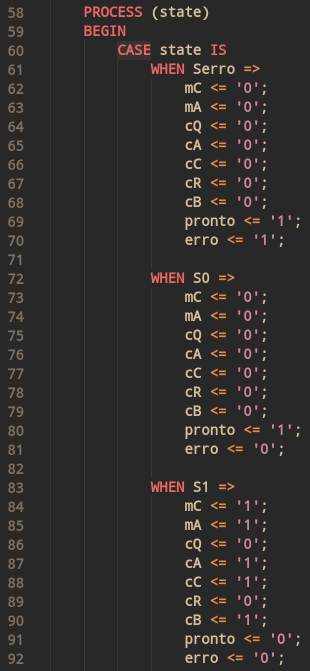 58 PROCESS (state)
59 BEGIN
60 CASE state IS
61 WHEN Serro =>
62 mC <= '0';
63 mA <= '0';
64 cQ <= '0';
65 cA <= '0';
66 cC <= '0';
67 cR <= '0';
68 cB <= '0';
69 pronto <= '1';
70 erro <= '1';
71
72 WHEN S0 =>
73 mC <= '0';
74 mA <= '0';
75 cQ <= '0';
76 cA <= '0';
77 cC <= '0';
78 cR <= '0';
79 cB <= '0';
80 pronto <= '1';
81 erro <= '0';
82
83 WHEN S1 =>
84 mC <= '1';
85 mA <= '1';
86 cQ <= '0';
87 cA <= '1';
88 cC <= '1';
89 cR <= '0';
90 cB <= '1';
91 pronto <= '0';
92 erro <= '0';